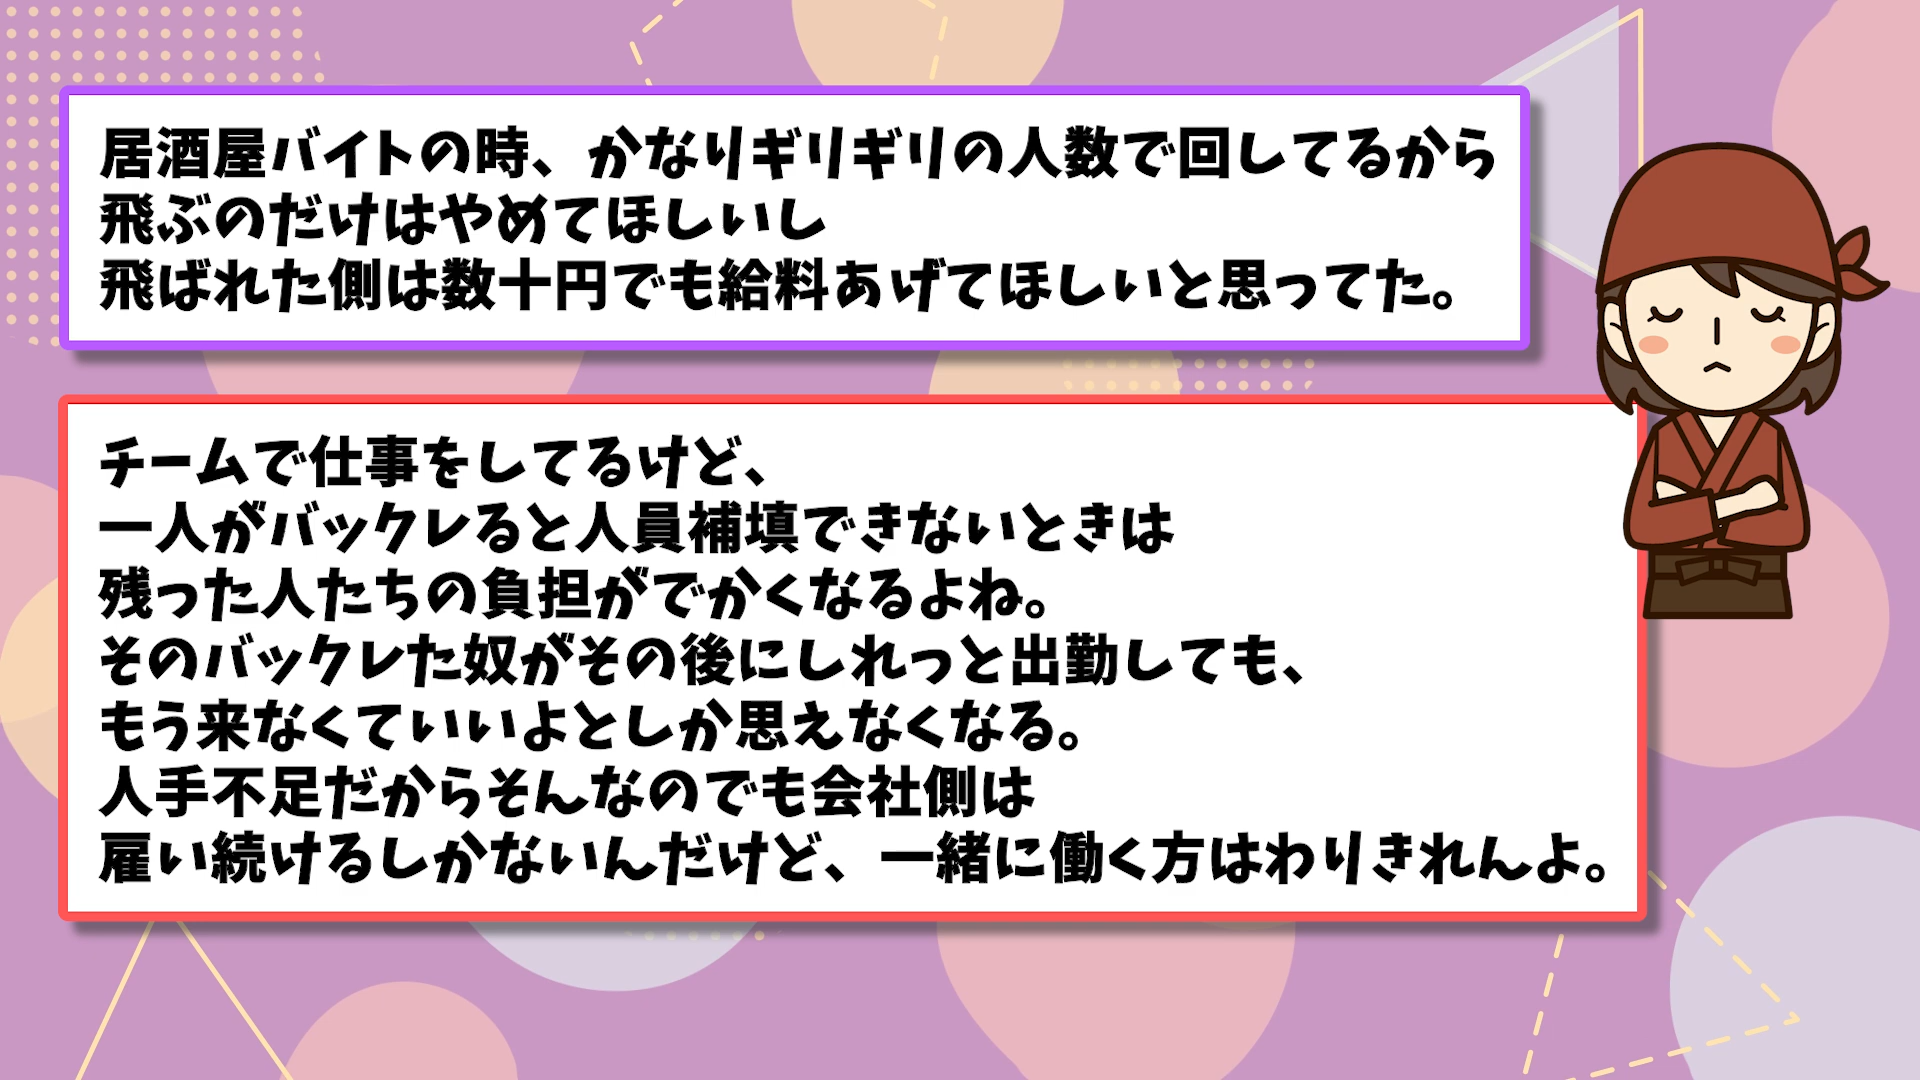 居酒屋バイトの時、かなりギリギリの人数で回してるから
飛ぶのだけはやめてほしいし
飛ばれた側は数十円でも給料あげてほしいと思ってた。
チームで仕事をしてるけど、
一人がバックレると人員補填できないときは
残った人たちの負担がでかくなるよね。
そのバックレた奴がその後にしれっと出勤しても、
もう来なくていいよとしか思えなくなる。
人手不足だからそんなのでも会社側は
雇い続けるしかないんだけど、一緒に働く方はわりきれんよ。